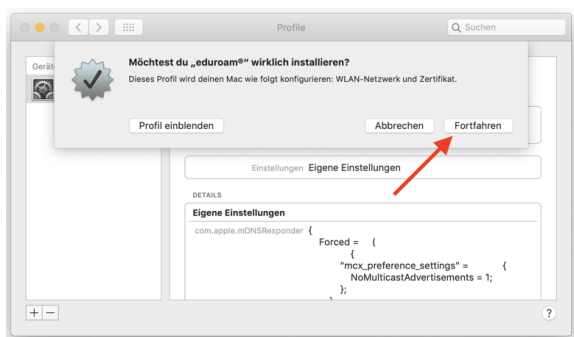 Profile
Suchen
Gerät
Möchtest du „eduroam®“ wirklich installieren?
Dieses Profil wird deinen Mac wie folgt konfigurieren: WLAN-Netzwerk und Zertifikat.
Profil einblenden
Abbrechen
Fortfahren
Einstellungen Eigene Einstellungen
DETAILS
Eigene Einstellungen
com.apple.mDNSResponder {
Forced = (
{
"mcx_preference_settings" = {
NoMulticastAdvertisements = 1;
};
+ −
?